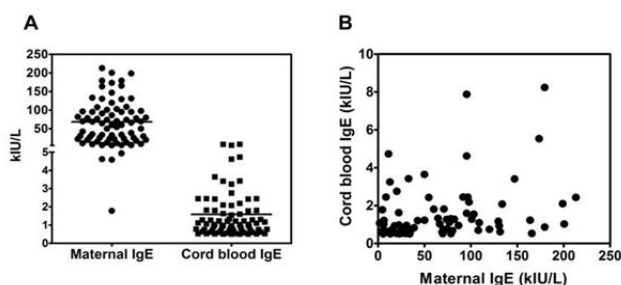 A
250
200
150
100
50
5
4
3
2
1
0
kIU/L
Maternal IgE
Cord blood IgE
B
10
8
6
4
2
0
Cord blood IgE (kIU/L)
0 50 100 150 200 250
Maternal IgE (kIU/L)